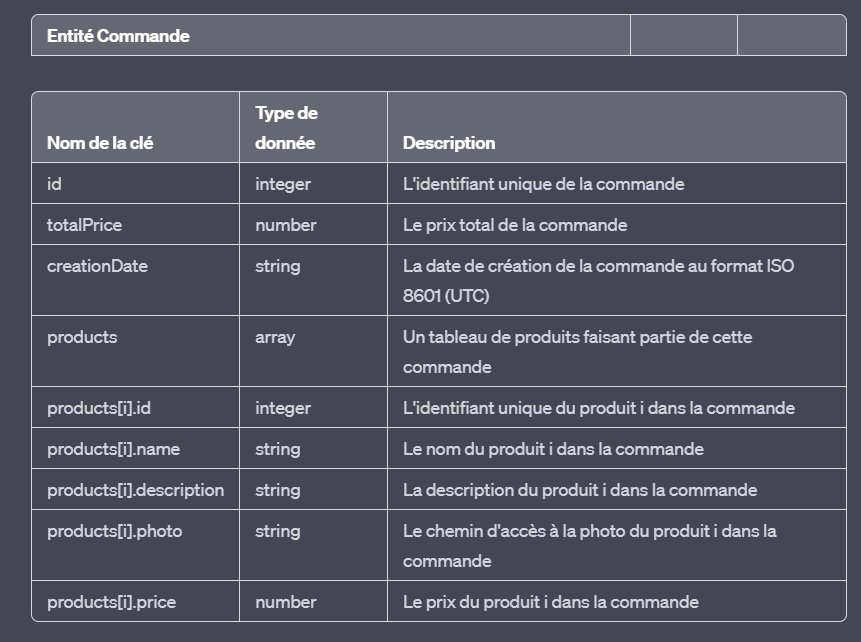 Entité Commande
Nom de la clé Type de donnée Description
id integer L'identifiant unique de la commande
totalPrice number Le prix total de la commande
creationDate string La date de création de la commande au format ISO
8601 (UTC)
products array Un tableau de produits faisant partie de cette
commande
products[i].id integer L'identifiant unique du produit i dans la commande
products[i].name string Le nom du produit i dans la commande
products[i].description string La description du produit i dans la commande
products[i].photo string Le chemin d'accès à la photo du produit i dans la
commande
products[i].price number Le prix du produit i dans la commande